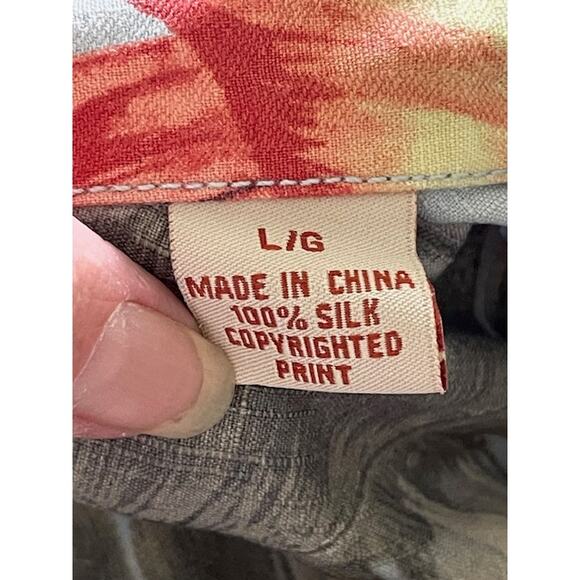 L/G
MADE IN CHINA
100% SILK
COPYRIGHTED
PRINT